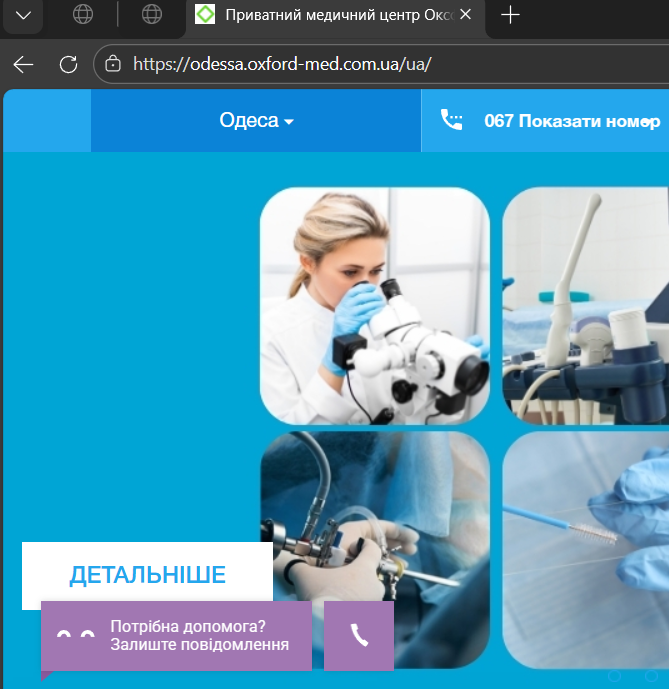 Приватний медичний центр Окс
https://odessa.oxford-med.com.ua/ua/
Одеса
067 Показати номер
ДЕТАЛЬНІШЕ
Потрібна допомога?
Залиште повідомлення